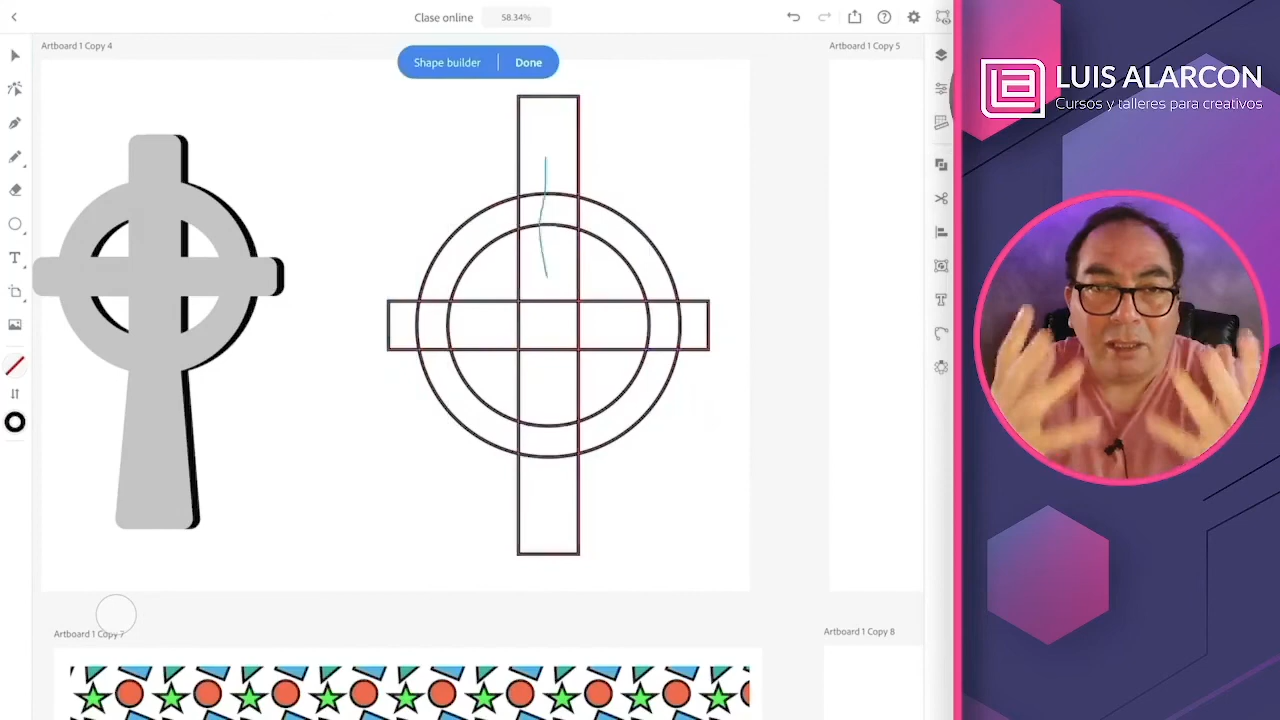 Clase online
58.34%
Artboard 1 Copy 4
Artboard 1 Copy 5
Shape builder
Done
LUIS ALARCON
Cursos y talleres para creativos
T
T
Artboard 1 Copy 7
Artboard 1 Copy 8